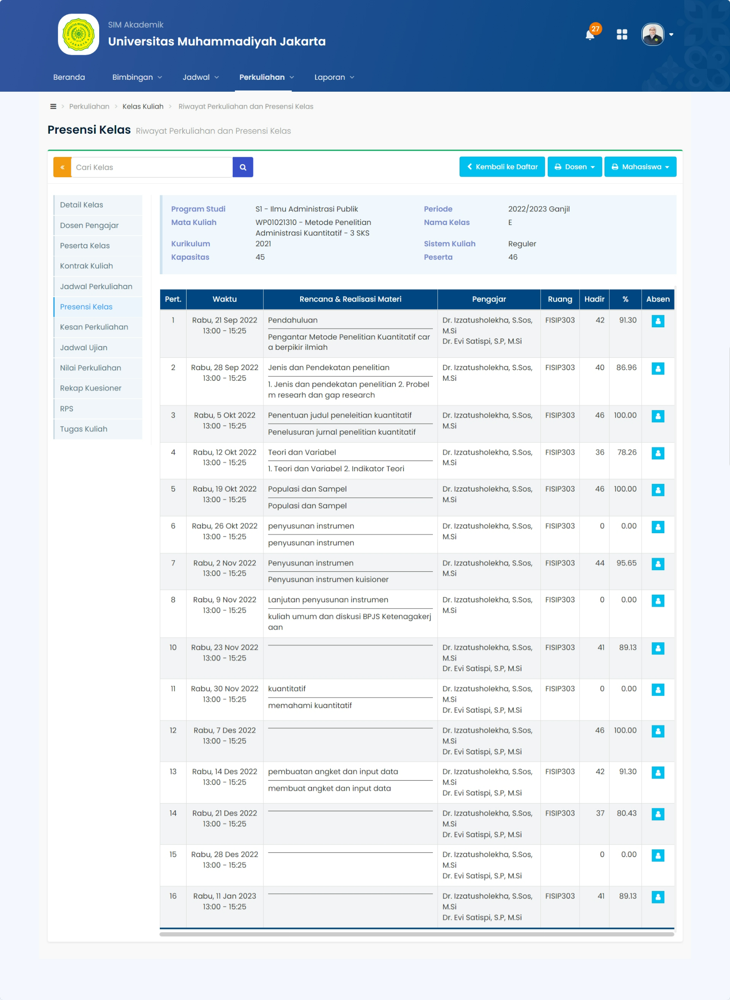 SIM Akademik
Universitas Muhammadiyah Jakarta
27
Beranda Bimbingan Jadwal Perkuliahan Laporan
Perkuliahan > Kelas Kuliah > Riwayat Perkuliahan dan Presensi Kelas
Presensi Kelas Riwayat Perkuliahan dan Presensi Kelas
« Cari Kelas Kembali ke Daftar Dosen Mahasiswa
Detail Kelas
Dosen Pengajar
Peserta Kelas
Kontrak Kuliah
Jadwal Perkuliahan
Presensi Kelas
Kesan Perkuliahan
Jadwal Ujian
Nilai Perkuliahan
Rekap Kuesioner
RPS
Tugas Kuliah
Program Studi S1 - Ilmu Administrasi Publik Periode 2022/2023 Ganjil
Mata Kuliah WP01021310 - Metode Penelitian Nama Kelas E
Administrasi Kuantitatif - 3 SKS
Kurikulum 2021 Sistem Kuliah Reguler
Kapasitas 45 Peserta 46
Pert. Waktu Rencana & Realisasi Materi Pengajar Ruang Hadir % Absen
1 Rabu, 21 Sep 2022 Pendahuluan Dr. Izzatusholekha, S.Sos, FISIP303 42 91.30
13:00 - 15:25 M.Si
Pengantar Metode Penelitian Kuantitatif car Dr. Evi Satispi, S.P, M.Si
a berpikir ilmiah
2 Rabu, 28 Sep 2022 Jenis dan Pendekatan penelitian Dr. Izzatusholekha, S.Sos, FISIP303 40 86.96
13:00 - 15:25 M.Si
1. Jenis dan pendekatan penelitian 2. Probel
m researh dan gap research
3 Rabu, 5 Okt 2022 Penentuan judul peneleitian kuantitatif Dr. Izzatusholekha, S.Sos, FISIP303 46 100.00
13:00 - 15:25 M.Si
Penelusuran jurnal penelitian kuantitatif
4 Rabu, 12 Okt 2022 Teori dan Variabel Dr. Izzatusholekha, S.Sos, FISIP303 36 78.26
13:00 - 15:25 M.Si
1. Teori dan Variabel 2. Indikator Teori
5 Rabu, 19 Okt 2022 Populasi dan Sampel Dr. Izzatusholekha, S.Sos, FISIP303 46 100.00
13:00 - 15:25 M.Si
Populasi dan Sampel
6 Rabu, 26 Okt 2022 penyusunan instrumen Dr. Izzatusholekha, S.Sos, FISIP303 0 0.00
13:00 - 15:25 M.Si
penyusunan instrumen
7 Rabu, 2 Nov 2022 Penyusunan instrumen Dr. Izzatusholekha, S.Sos, FISIP303 44 95.65
13:00 - 15:25 M.Si
Penyusunan instrumen kuisioner
8 Rabu, 9 Nov 2022 Lanjutan penyusunan instrumen Dr. Izzatusholekha, S.Sos, FISIP303 0 0.00
13:00 - 15:25 M.Si
kuliah umum dan diskusi BPJS Ketenagakerj
aan
10 Rabu, 23 Nov 2022 Dr. Izzatusholekha, S.Sos, FISIP303 41 89.13
13:00 - 15:25 M.Si
Dr. Evi Satispi, S.P, M.Si
11 Rabu, 30 Nov 2022 kuantitatif Dr. Izzatusholekha, S.Sos, FISIP303 0 0.00
13:00 - 15:25 M.Si
memahami kuantitatif Dr. Evi Satispi, S.P, M.Si
12 Rabu, 7 Des 2022 Dr. Izzatusholekha, S.Sos, 46 100.00
13:00 - 15:25 M.Si
Dr. Evi Satispi, S.P, M.Si
13 Rabu, 14 Des 2022 pembuatan angket dan input data Dr. Izzatusholekha, S.Sos, FISIP303 42 91.30
13:00 - 15:25 M.Si
membuat angket dan input data Dr. Evi Satispi, S.P, M.Si
14 Rabu, 21 Des 2022 Dr. Izzatusholekha, S.Sos, FISIP303 37 80.43
13:00 - 15:25 M.Si
Dr. Evi Satispi, S.P, M.Si
15 Rabu, 28 Des 2022 Dr. Izzatusholekha, S.Sos, 0 0.00
13:00 - 15:25 M.Si
Dr. Evi Satispi, S.P, M.Si
16 Rabu, 11 Jan 2023 Dr. Izzatusholekha, S.Sos, FISIP303 41 89.13
13:00 - 15:25 M.Si
Dr. Evi Satispi, S.P, M.Si